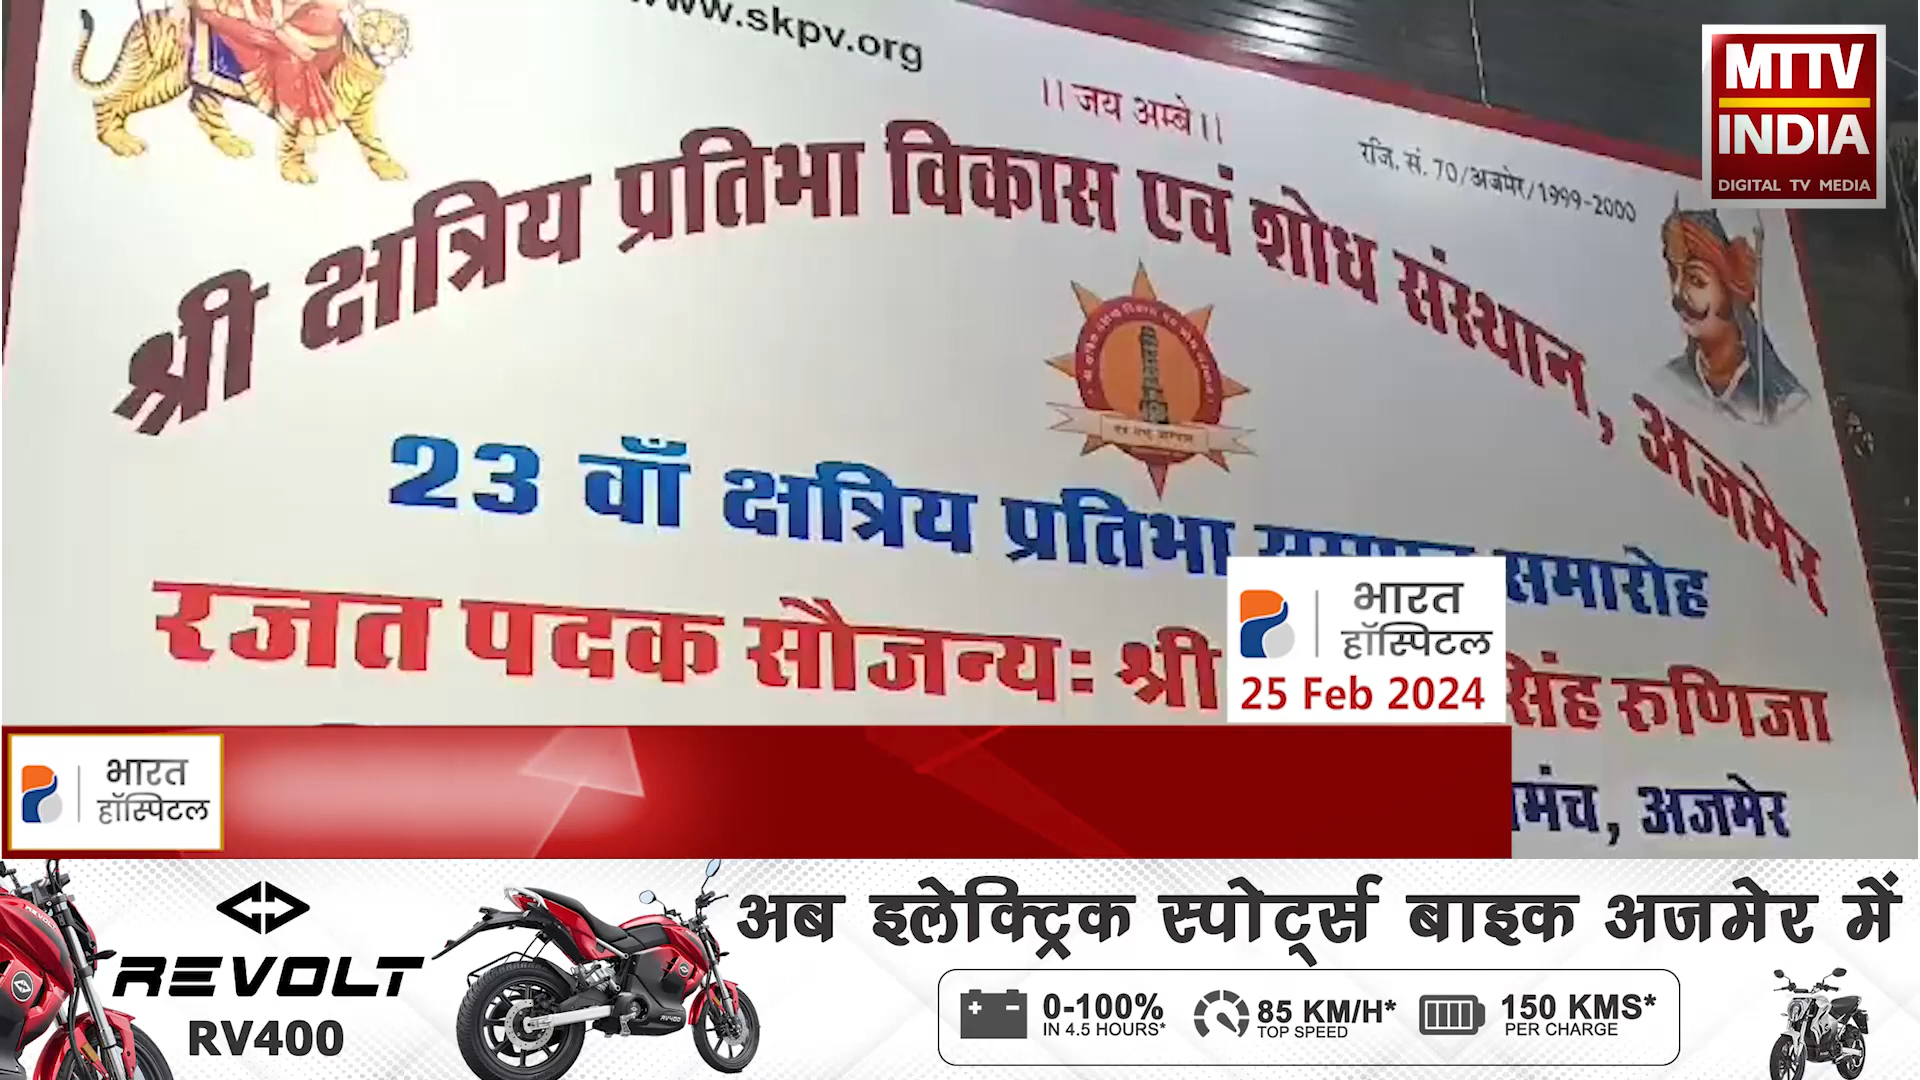 www.skpv.org
।। जय अम्बे ।।
रजि. सं. 70/अजमेर/1999-2000
श्री क्षत्रिय प्रतिभा विकास एवं शोध संस्थान, अजमेर
23 वाँ क्षत्रिय प्रतिभा समारोह
रजत पदक सौजन्य: श्री सिंह रुणिजा
मंच, अजमेर
MTTV
INDIA
DIGITAL TV MEDIA
भारत
हॉस्पिटल
25 Feb 2024
भारत
हॉस्पिटल
REVOLT
RV400
REVOLT
RV400
अब इलेक्ट्रिक स्पोर्ट्स बाइक अजमेर में
0-100%
IN 4.5 HOURS*
85 KM/H*
TOP SPEED
150 KMS*
PER CHARGE